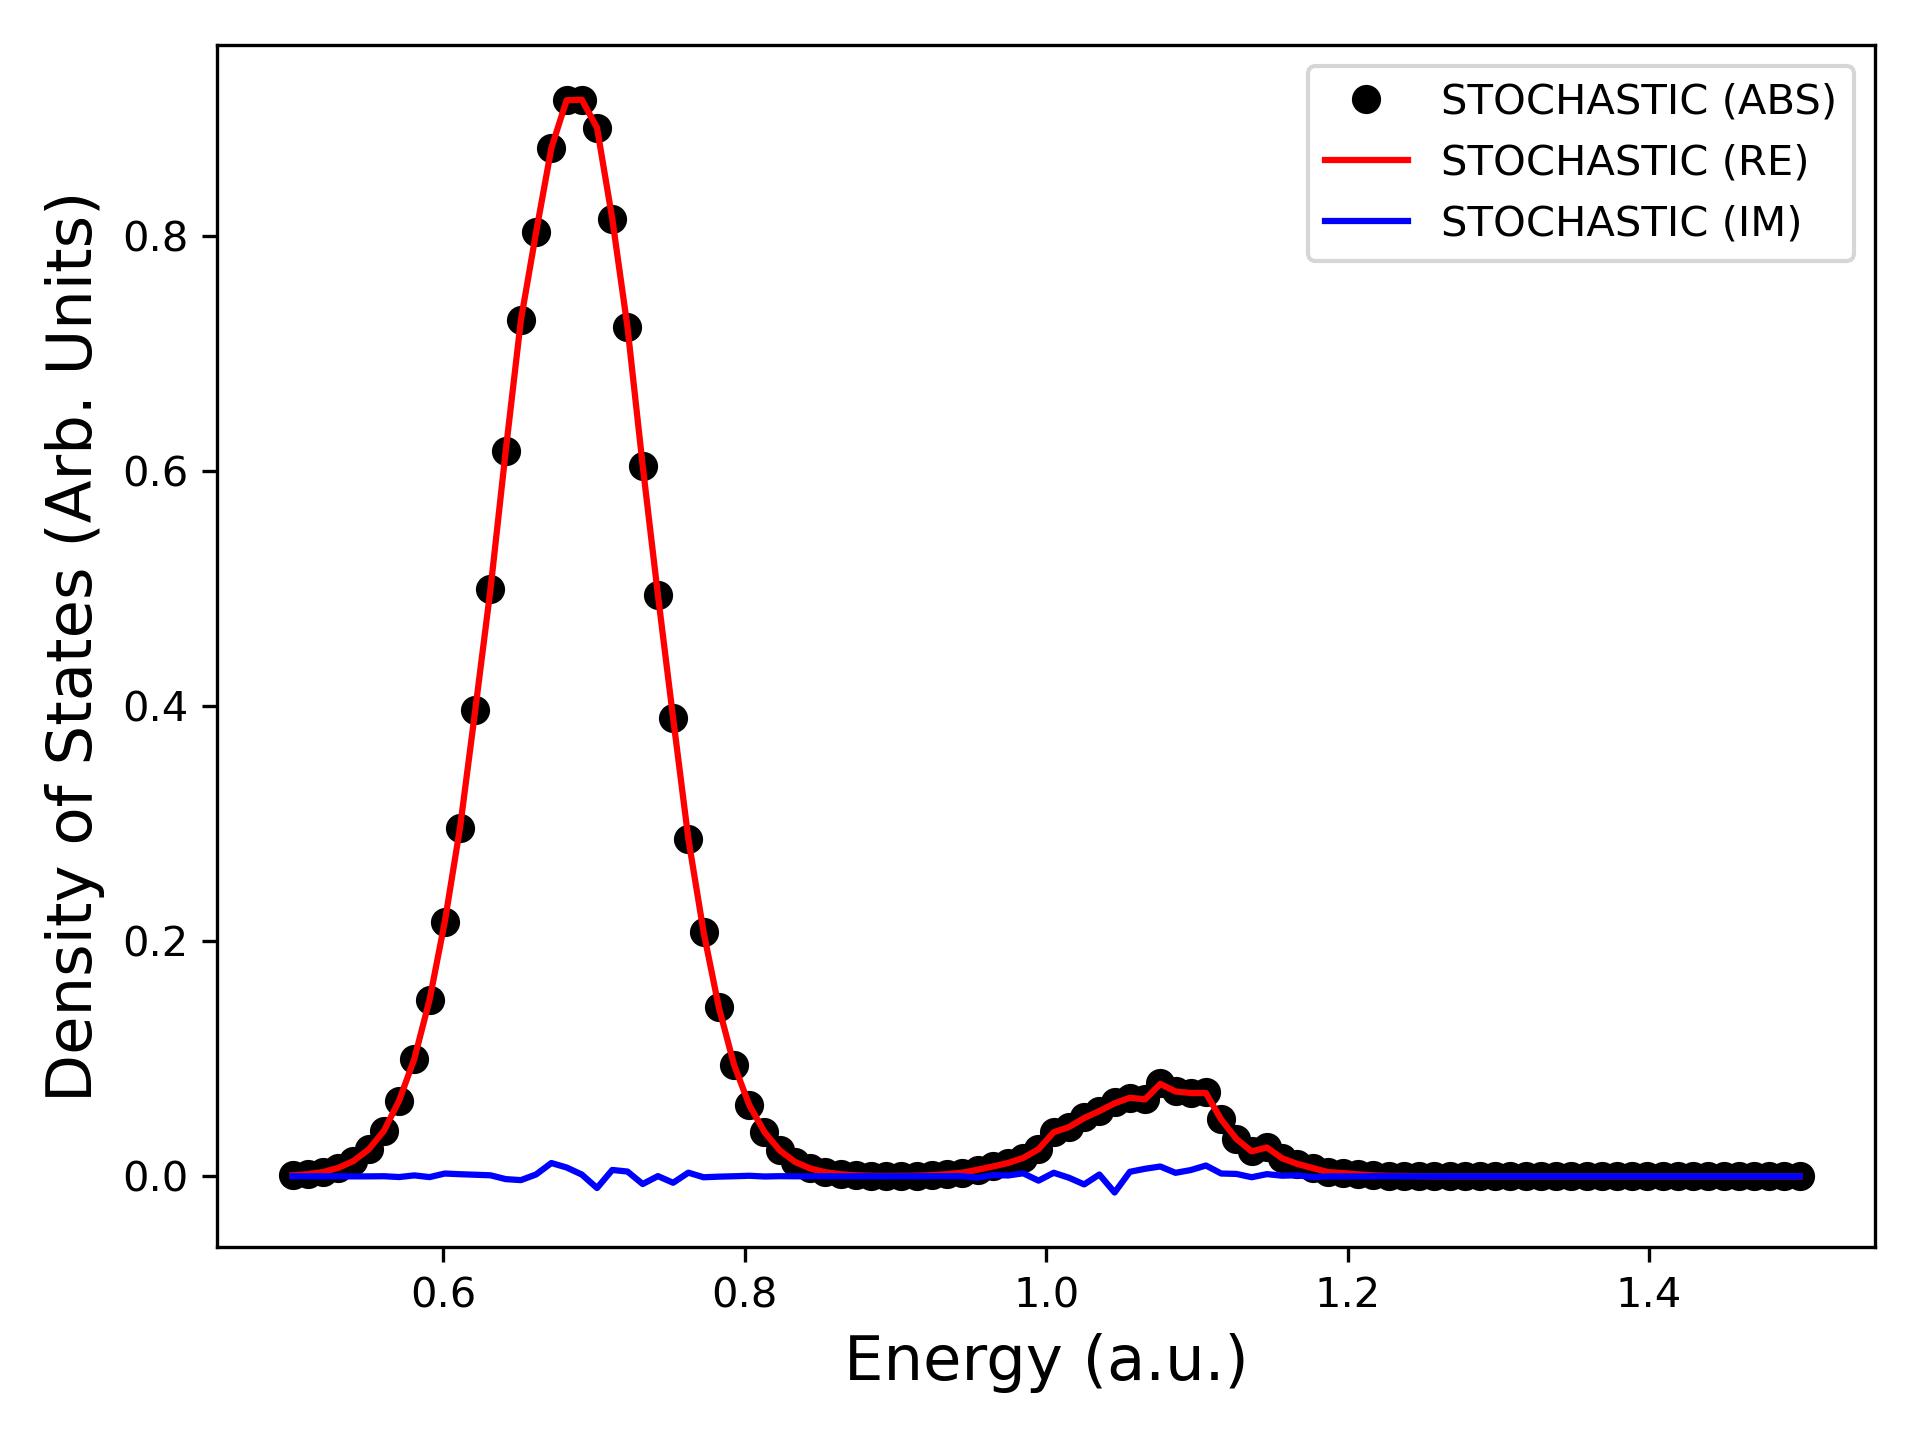 STOCHASTIC (ABS)
STOCHASTIC (RE)
STOCHASTIC (IM)
Density of States (Arb. Units)
0.8
0.6
0.4
0.2
0.0
0.6 0.8 1.0 1.2 1.4
Energy (a.u.)